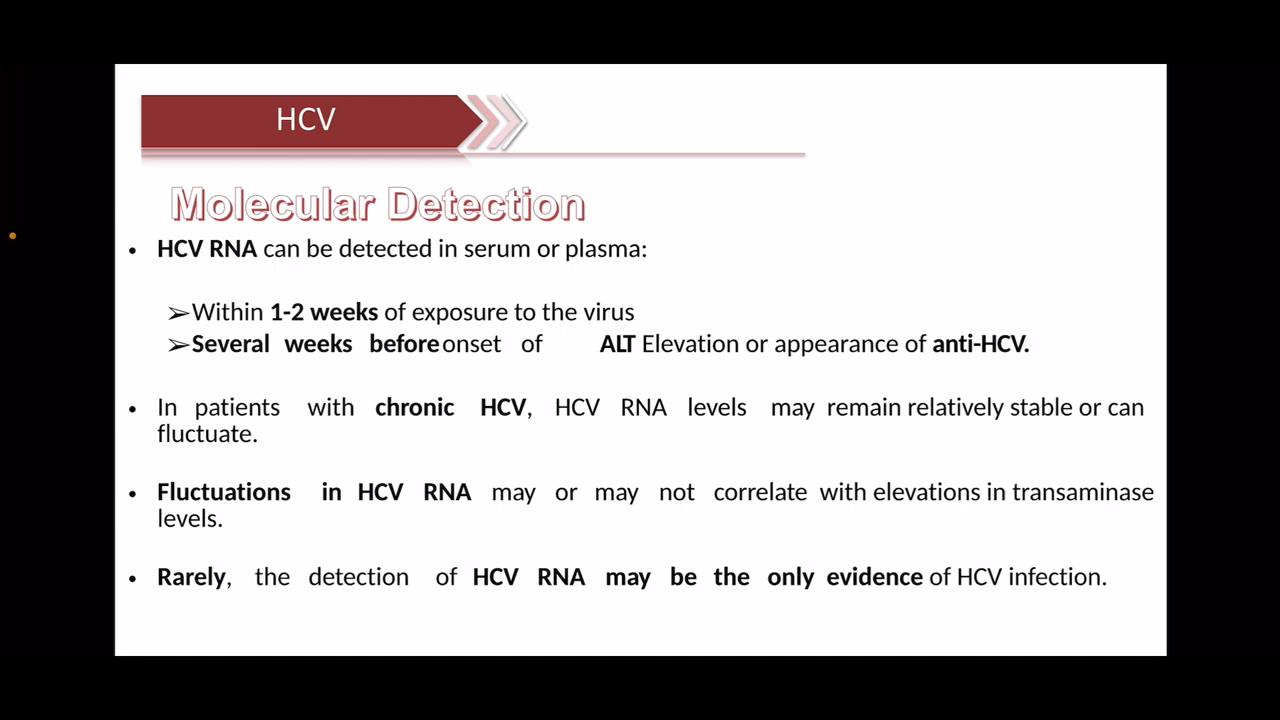 HCV
Molecular Detection
• HCV RNA can be detected in serum or plasma:
➢Within 1-2 weeks of exposure to the virus
➢Several weeks before onset of ALT Elevation or appearance of anti-HCV.
• In patients with chronic HCV, HCV RNA levels may remain relatively stable or can
fluctuate.
• Fluctuations in HCV RNA may or may not correlate with elevations in transaminase
levels.
• Rarely, the detection of HCV RNA may be the only evidence of HCV infection.